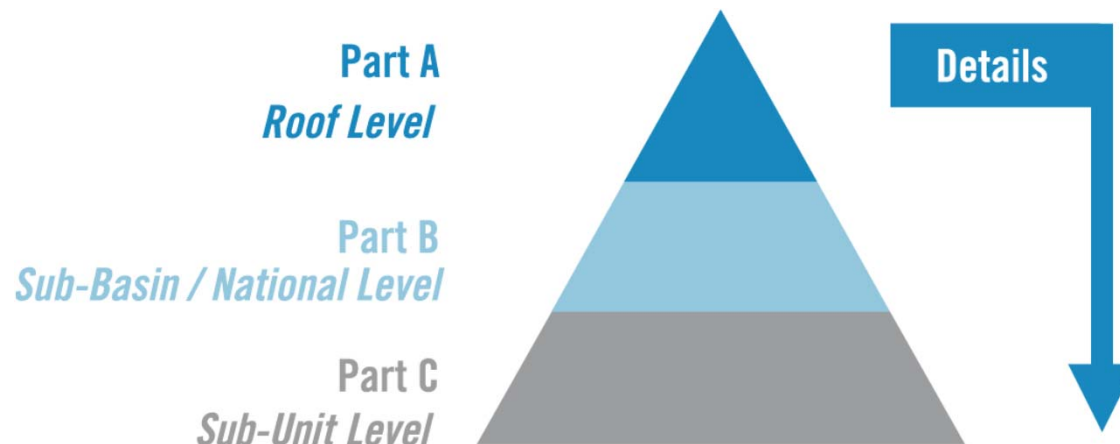 Part A
Roof Level
Details
Part B
Sub-Basin / National Level
Part C
Sub-Unit Level